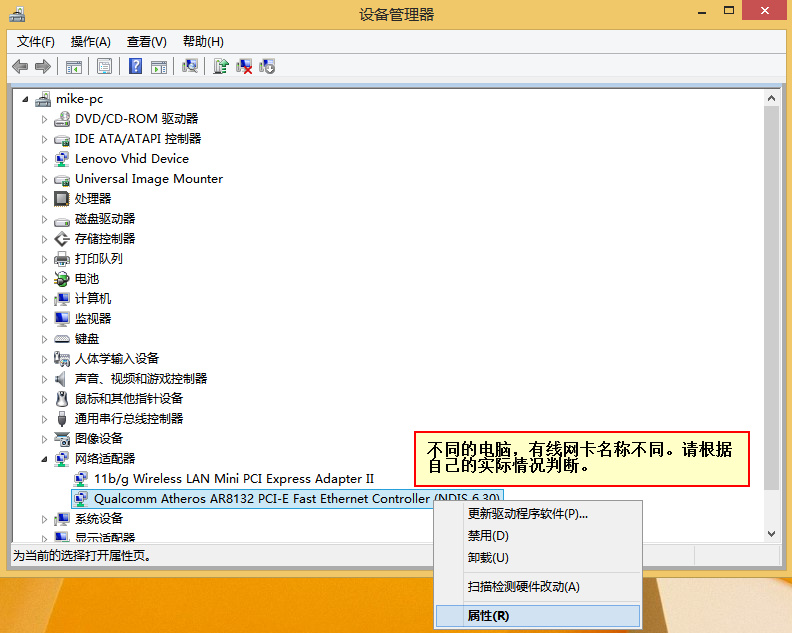 设备管理器
文件(F) 操作(A) 查看(V) 帮助(H)
mike-pc
DVD/CD-ROM 驱动器
IDE ATA/ATAPI 控制器
Lenovo Vhid Device
Universal Image Mounter
处理器
磁盘驱动器
存储控制器
打印队列
电池
计算机
监视器
键盘
人体学输入设备
声音、视频和游戏控制器
鼠标和其他指针设备
通用串行总线控制器
图像设备
网络适配器
11b/g Wireless LAN Mini PCI Express Adapter II
Qualcomm Atheros AR8132 PCI-E Fast Ethernet Controller (NDIS 6.30)
系统设备
显示适配器
不同的电脑，有线网卡名称不同。请根据
自己的实际情况判断。
更新驱动程序软件(P)...
禁用(D)
卸载(U)
扫描检测硬件改动(A)
属性(R)
为当前的选择打开属性页。